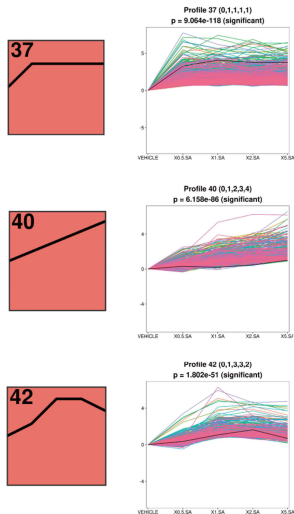 37
Profile 37 (0,1,1,1,1)
p = 9.064e-118 (significant)
5
0
-5
VEHICLE X0.5.SA X1.SA X2.SA X5.SA
40
Profile 40 (0,1,2,3,4)
p = 6.158e-86 (significant)
4
0
-4
VEHICLE X0.5.SA X1.SA X2.SA X5.SA
42
Profile 42 (0,1,3,3,2)
p = 1.802e-51 (significant)
4
0
-4
VEHICLE X0.5.SA X1.SA X2.SA X5.SA